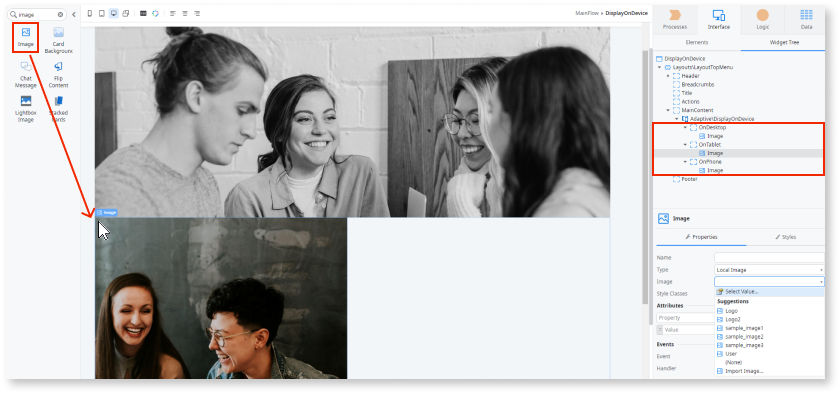 image
Image
Card
Background
Chat
Message
Flip
Content
Lightbox
Image
Stacked
Cards
MainFlow ▸ DisplayOnDevice
Image
Processes
Interface
Logic
Data
Elements
Widget Tree
DisplayOnDevice
Layouts\LayoutTopMenu
Header
Breadcrumbs
Title
Actions
MainContent
Adaptive\DisplayOnDevice
OnDesktop
Image
OnTablet
Image
OnPhone
Image
Footer
Image
Properties
Styles
Name
Type
Local Image
Image
Select Value...
Style Classes
Suggestions
Attributes
Logo
Logo2
Property
sample_image1
Value
sample_image2
sample_image3
Events
User
Event
(None)
Handler
Import Image...